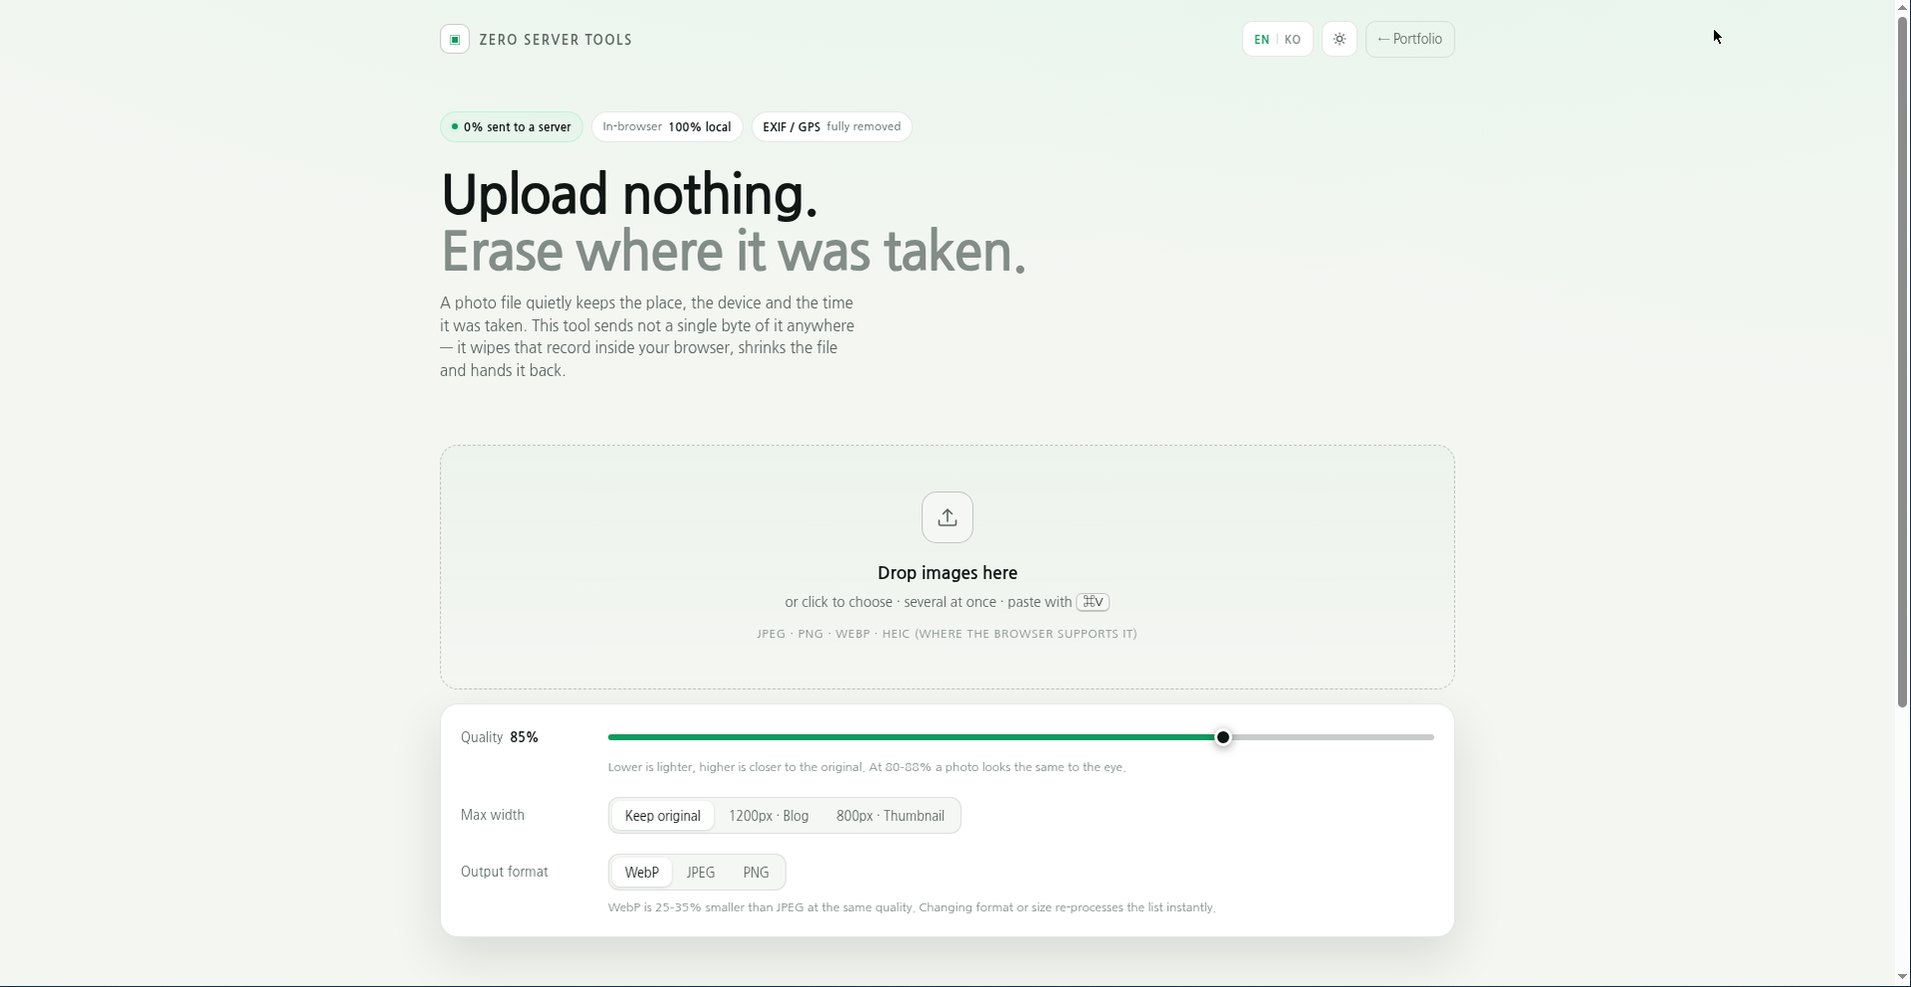 ZERO SERVER TOOLS
EN | KO
← Portfolio
0% sent to a server
In-browser 100% local
EXIF / GPS fully removed
Upload nothing.
Erase where it was taken.
A photo file quietly keeps the place, the device and the time
it was taken. This tool sends not a single byte of it anywhere
— it wipes that record inside your browser, shrinks the file
and hands it back.
Drop images here
or click to choose · several at once · paste with ⌘V
JPEG · PNG · WEBP · HEIC (WHERE THE BROWSER SUPPORTS IT)
Quality 85%
Lower is lighter, higher is closer to the original. At 80–88% a photo looks the same to the eye.
Max width
Keep original
1200px · Blog
800px · Thumbnail
Output format
WebP
JPEG
PNG
WebP is 25–35% smaller than JPEG at the same quality. Changing format or size re-processes the list instantly.